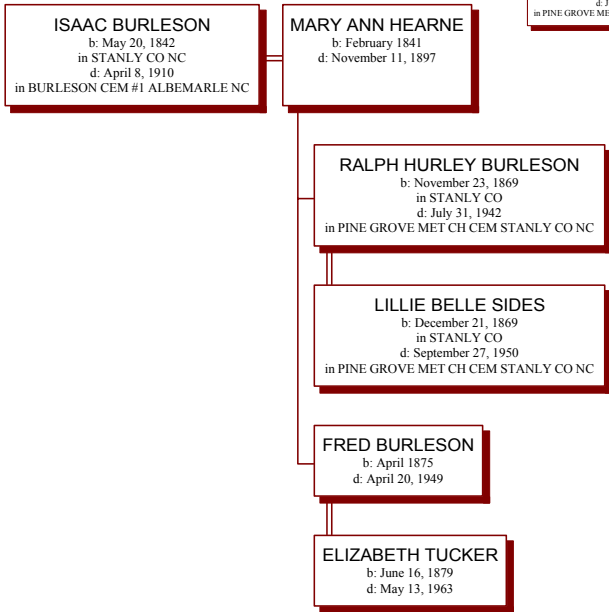 d: J
in PINE GROVE ME
ISAAC BURLESON
b: May 20, 1842
in STANLY CO NC
d: April 8, 1910
in BURLESON CEM #1 ALBEMARLE NC
MARY ANN HEARNE
b: February 1841
d: November 11, 1897
RALPH HURLEY BURLESON
b: November 23, 1869
in STANLY CO
d: July 31, 1942
in PINE GROVE MET CH CEM STANLY CO NC
LILLIE BELLE SIDES
b: December 21, 1869
in STANLY CO
d: September 27, 1950
in PINE GROVE MET CH CEM STANLY CO NC
FRED BURLESON
b: April 1875
d: April 20, 1949
ELIZABETH TUCKER
b: June 16, 1879
d: May 13, 1963